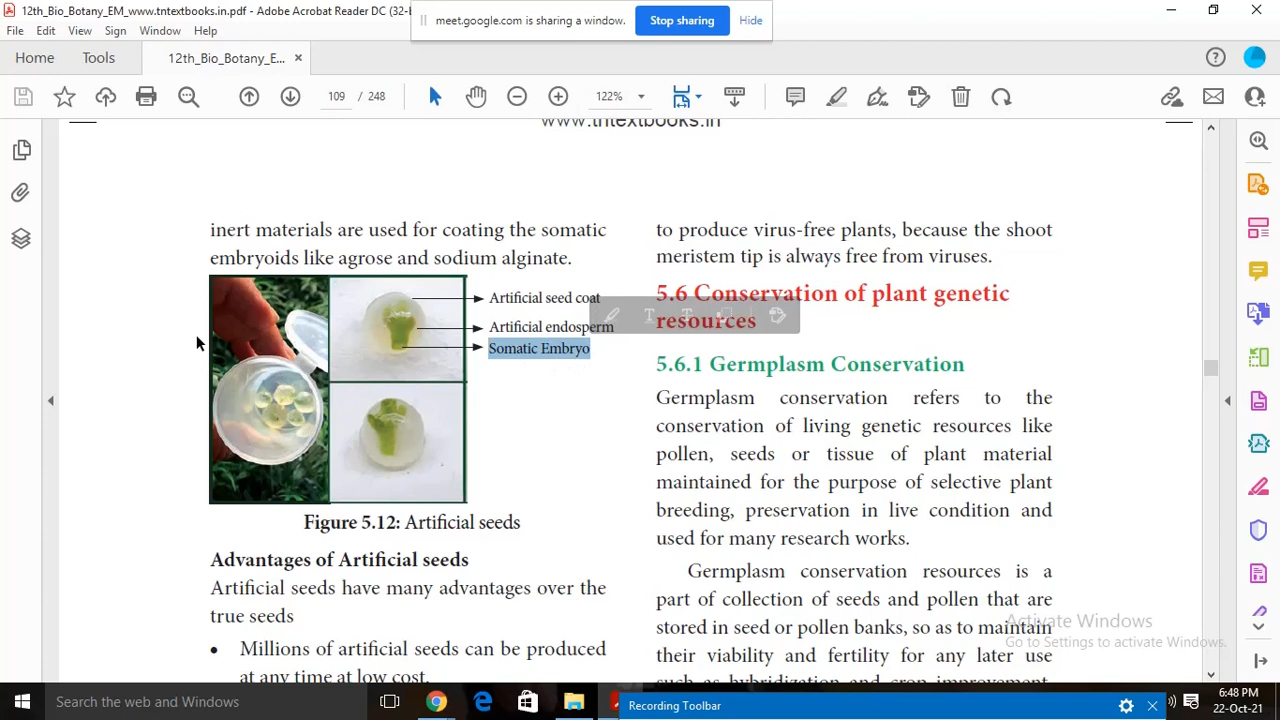 12th_Bio_Botany_EM_www.tntextbooks.in.pdf - Adobe Acrobat Reader DC (32-b
meet.google.com is sharing a window.
Stop sharing
Hide
File Edit View Sign Window Help
Home Tools 12th_Bio_Botany_E... ×
109 / 248 122%
www.tntextbooks.in
inert materials are used for coating the somatic
embryoids like agrose and sodium alginate.
Artificial seed coat
Artificial endosperm
Somatic Embryo
Figure 5.12: Artificial seeds
Advantages of Artificial seeds
Artificial seeds have many advantages over the
true seeds
• Millions of artificial seeds can be produced
at any time at low cost.
to produce virus-free plants, because the shoot
meristem tip is always free from viruses.
5.6 Conservation of plant genetic
resources
5.6.1 Germplasm Conservation
Germplasm conservation refers to the
conservation of living genetic resources like
pollen, seeds or tissue of plant material
maintained for the purpose of selective plant
breeding, preservation in live condition and
used for many research works.
Germplasm conservation resources is a
part of collection of seeds and pollen that are
stored in seed or pollen banks, so as to maintain
their viability and fertility for any later use
such as hybridization and crop improvement.
Activate Windows
Go to Settings to activate Windows.
Search the web and Windows
Recording Toolbar
6:48 PM
22-Oct-21